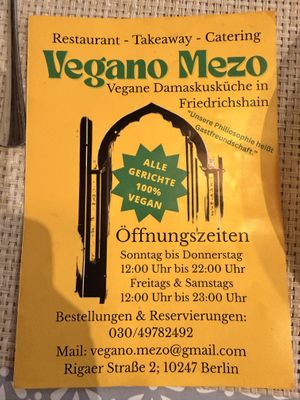 Restaurant - Takeaway - Catering
Vegano Mezo
Vegane Damaskusküche in
Friedrichshain
"Unsere Philosophie heißt
Gastfreundschaft."
ALLE
GERICHTE
100%
VEGAN
Öffnungszeiten
Sonntag bis Donnerstag
12:00 Uhr bis 22:00 Uhr
Freitags & Samstags
12:00 Uhr bis 23:00 Uhr
Bestellungen & Reservierungen:
030/49782492
Mail: vegano.mezo@gmail.com
Rigaer Straße 2; 10247 Berlin